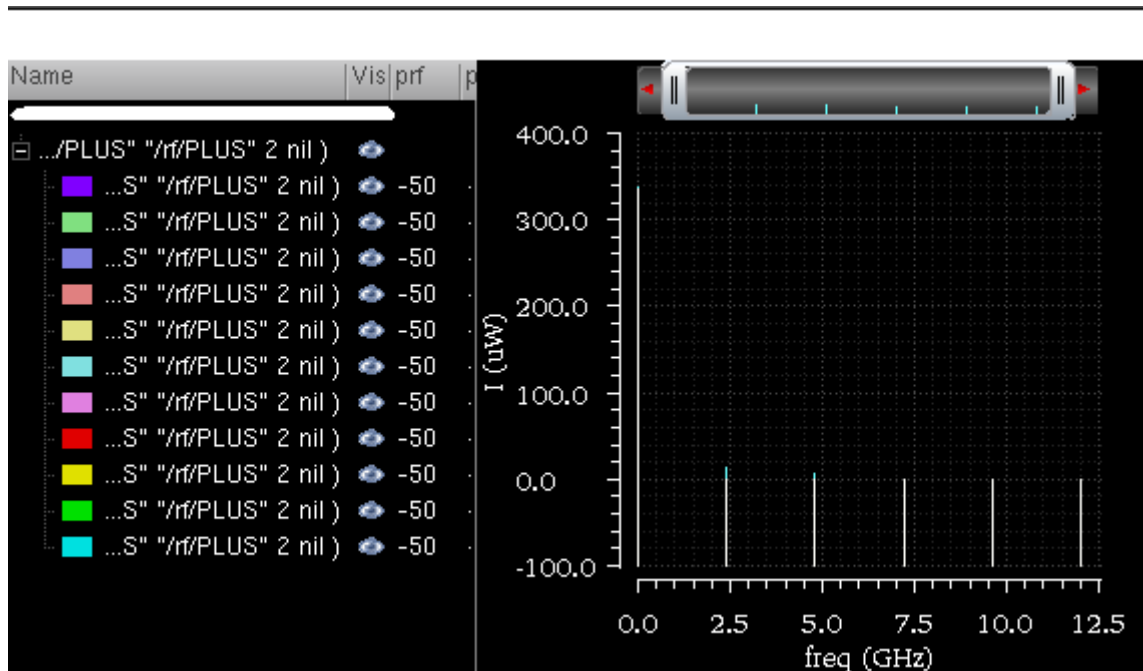 Name Vis prf p
.../PLUS" "/rf/PLUS" 2 nil )
...S" "/rf/PLUS" 2 nil ) -50
...S" "/rf/PLUS" 2 nil ) -50
...S" "/rf/PLUS" 2 nil ) -50
...S" "/rf/PLUS" 2 nil ) -50
...S" "/rf/PLUS" 2 nil ) -50
...S" "/rf/PLUS" 2 nil ) -50
...S" "/rf/PLUS" 2 nil ) -50
...S" "/rf/PLUS" 2 nil ) -50
...S" "/rf/PLUS" 2 nil ) -50
...S" "/rf/PLUS" 2 nil ) -50
...S" "/rf/PLUS" 2 nil ) -50
I (uW)
400.0
300.0
200.0
100.0
0.0
-100.0
0.0 2.5 5.0 7.5 10.0 12.5
freq (GHz)